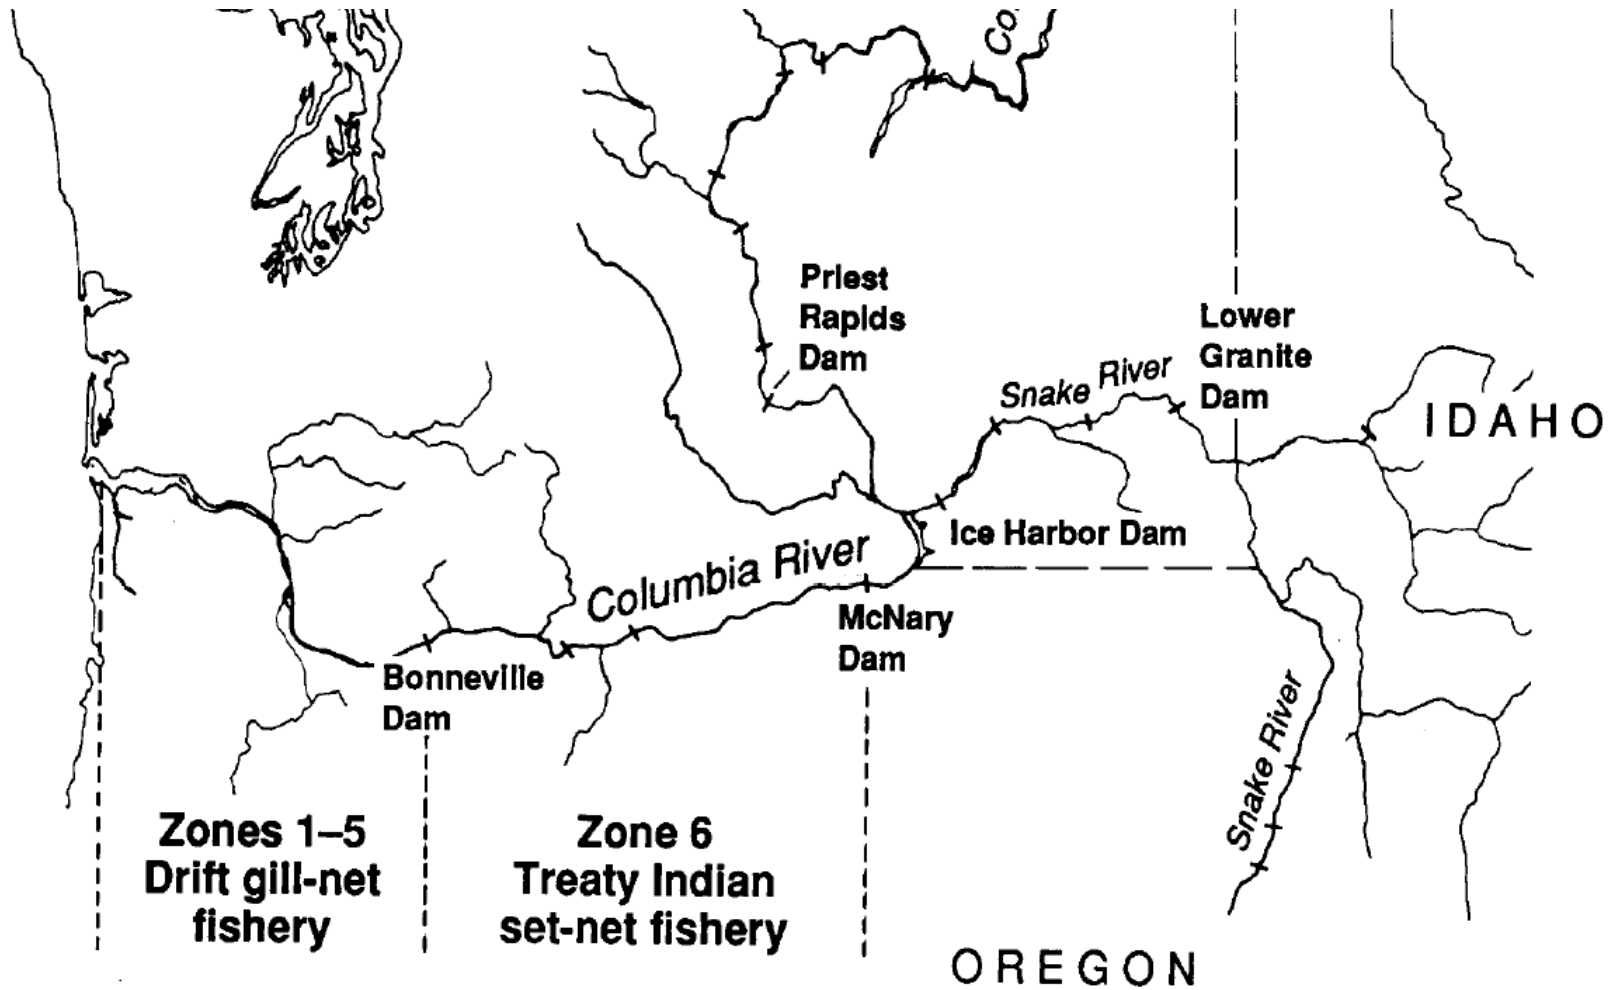 Co
Priest
Rapids
Dam
Lower
Granite
Dam
Snake River
IDAHO
Ice Harbor Dam
Columbia River
McNary
Dam
Bonneville
Dam
Snake River
Zones 1–5
Drift gill-net
fishery
Zone 6
Treaty Indian
set-net fishery
OREGON